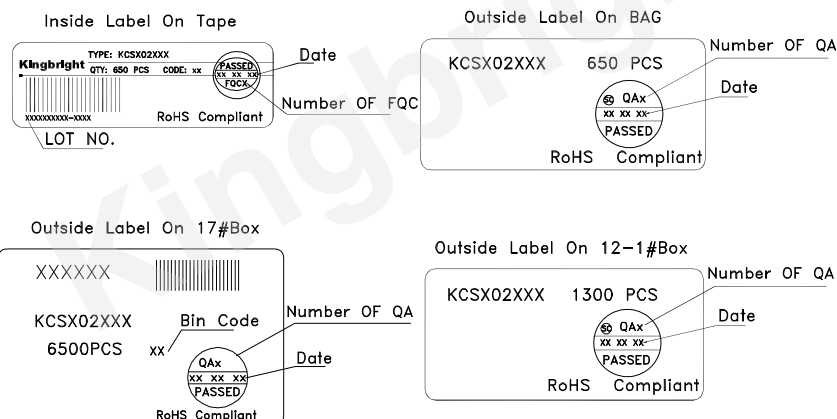 Inside Label On Tape
TYPE: KCSX02XXX
Kingbright
QTY: 650 PCS CODE: xx
PASSED
XX XX XX
FQCX
XXXXXXXXXX-XXXX
RoHS Compliant
Date
Number OF FQC
LOT NO.
Outside Label On BAG
KCSX02XXX 650 PCS
QAx
XX XX XX
PASSED
RoHS Compliant
Number OF QA
Date
Outside Label On 17#Box
XXXXXX
KCSX02XXX
6500PCS
Bin Code
XX
QAx
XX XX XX
PASSED
RoHS Compliant
Number OF QA
Date
Outside Label On 12-1#Box
KCSX02XXX 1300 PCS
QAx
XX XX XX
PASSED
RoHS Compliant
Number OF QA
Date
Kingbright